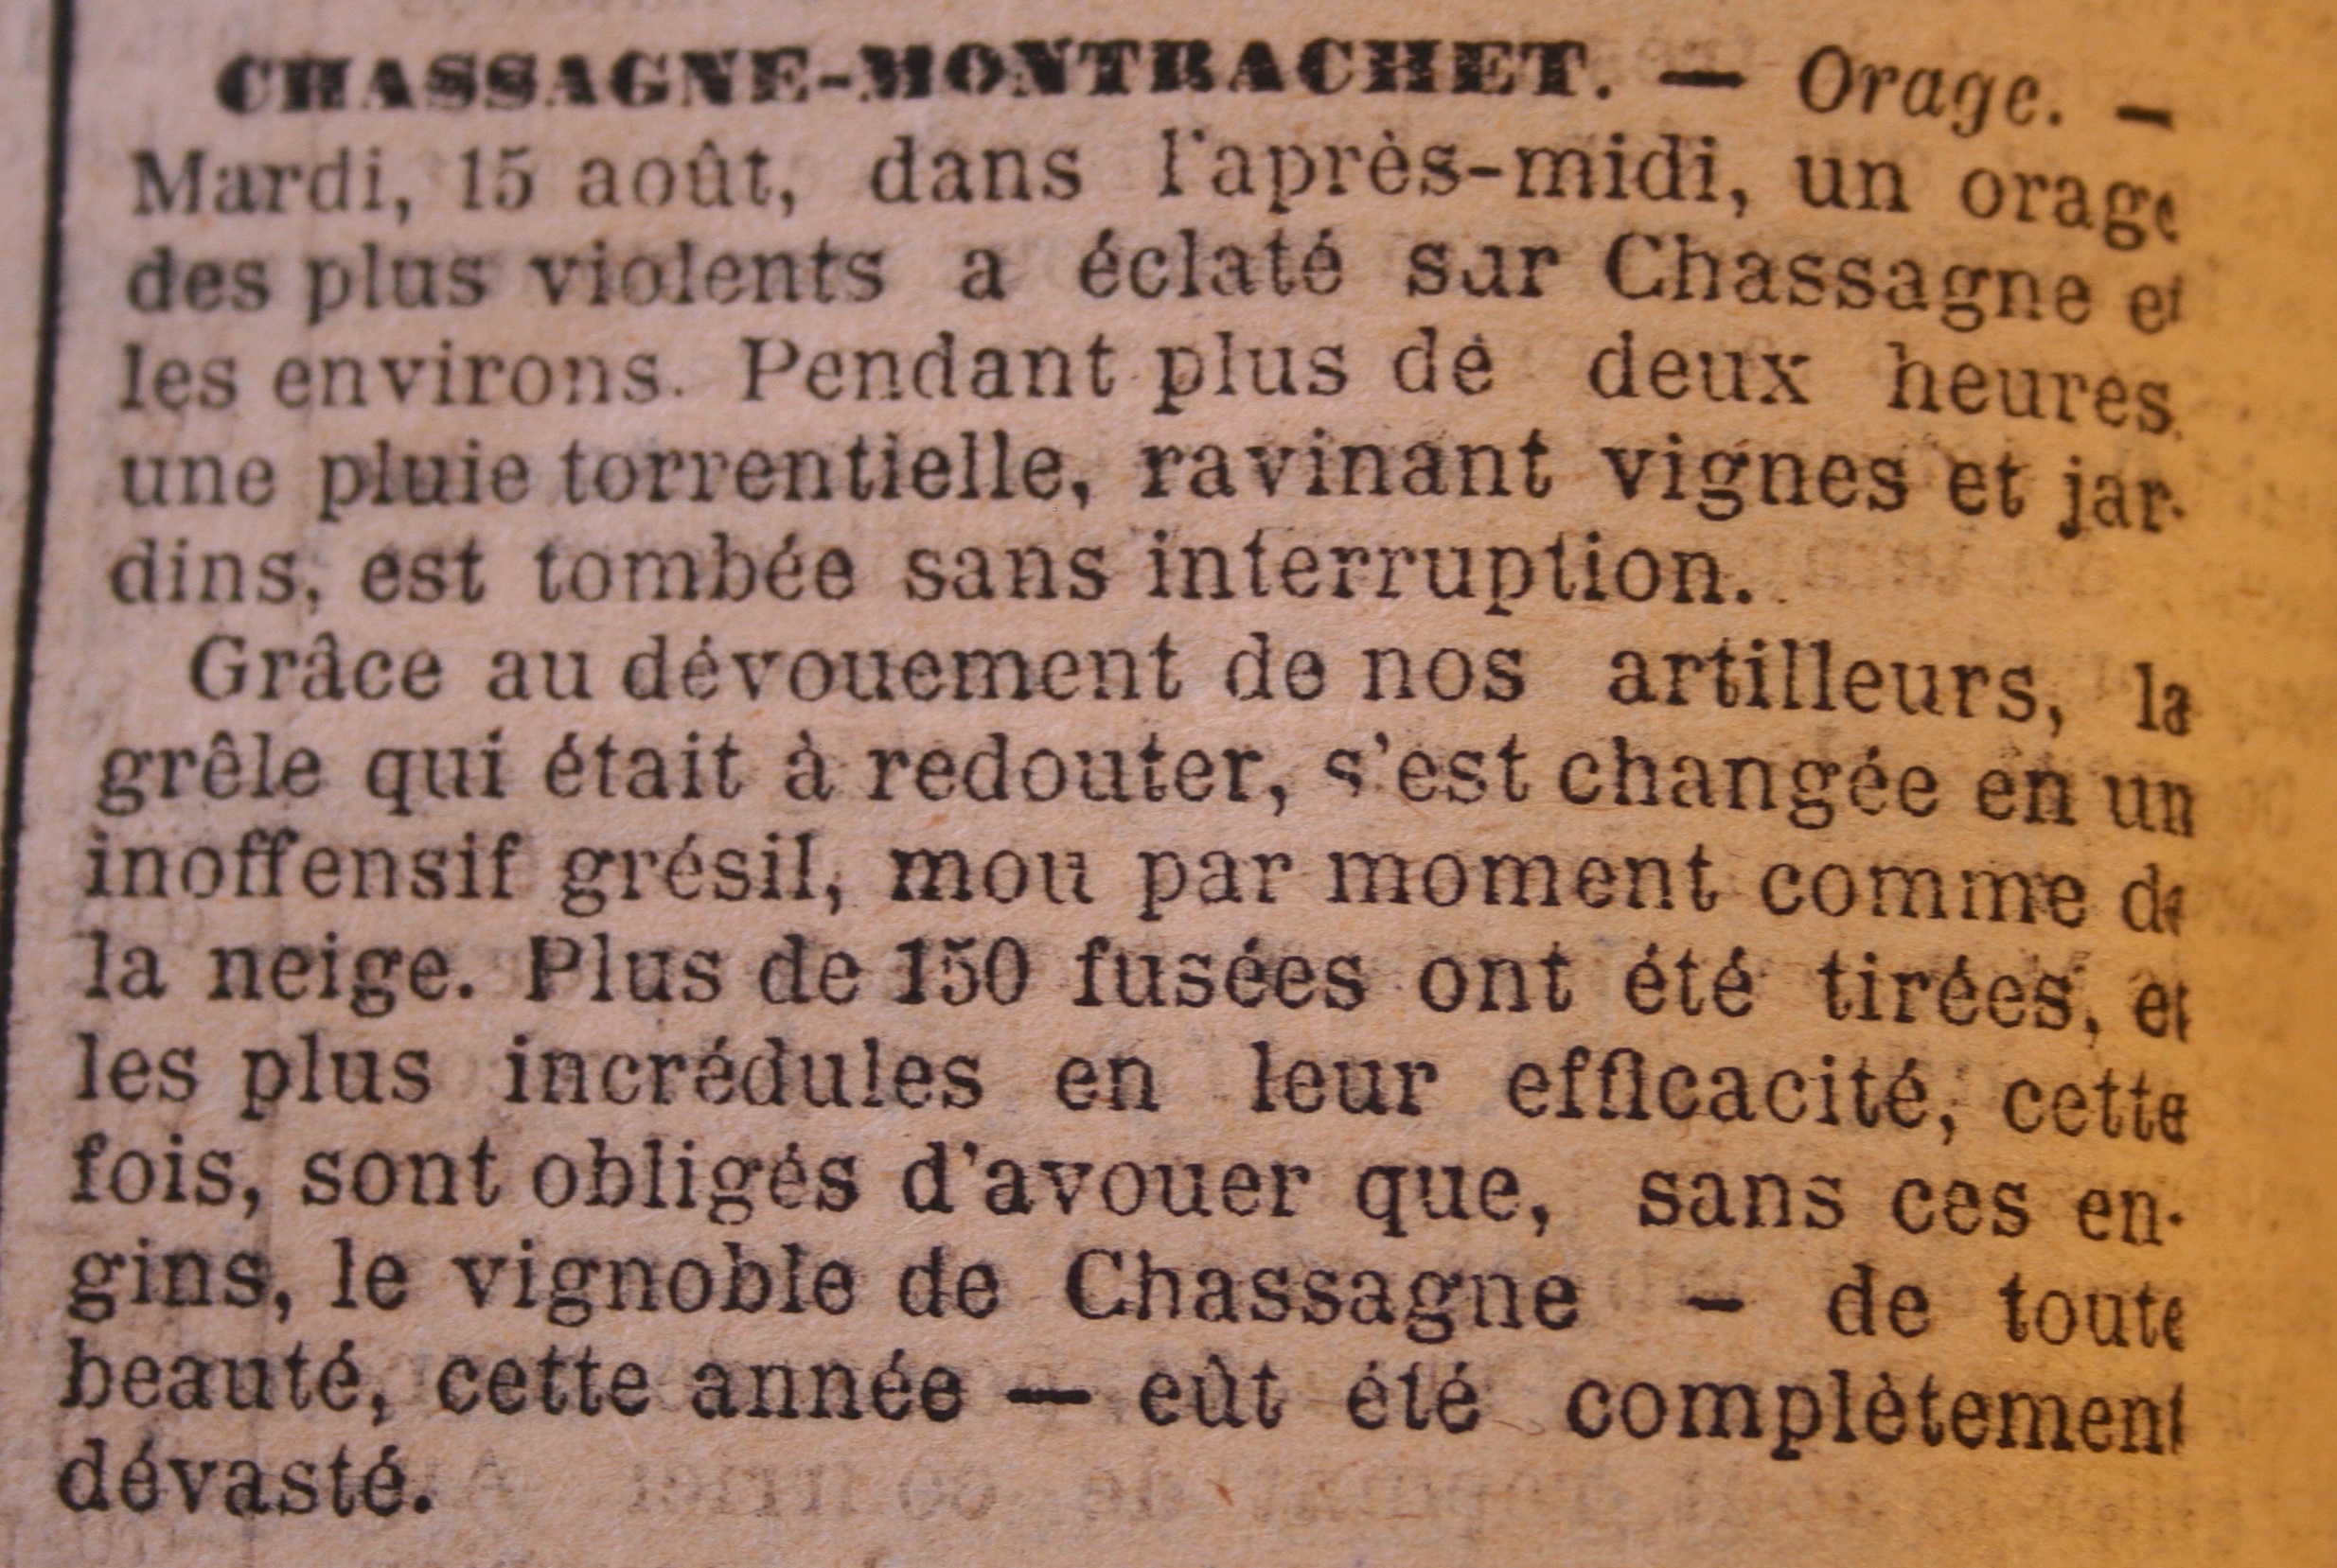 CHASSAGNE-MONTRACHET. — Orage. —
Mardi, 15 août, dans l'après-midi, un orage
des plus violents a éclaté sur Chassagne et
les environs. Pendant plus de deux heures
une pluie torrentielle, ravinant vignes et jar-
dins, est tombée sans interruption.
Grâce au dévouement de nos artilleurs, la
grêle qui était à redouter, s'est changée en un
inoffensif grésil, mou par moment comme de
la neige. Plus de 150 fusées ont été tirées, et
les plus incrédules en leur efficacité, cette
fois, sont obligés d'avouer que, sans ces en-
gins, le vignoble de Chassagne — de toute
beauté, cette année — eût été complètement
dévasté.